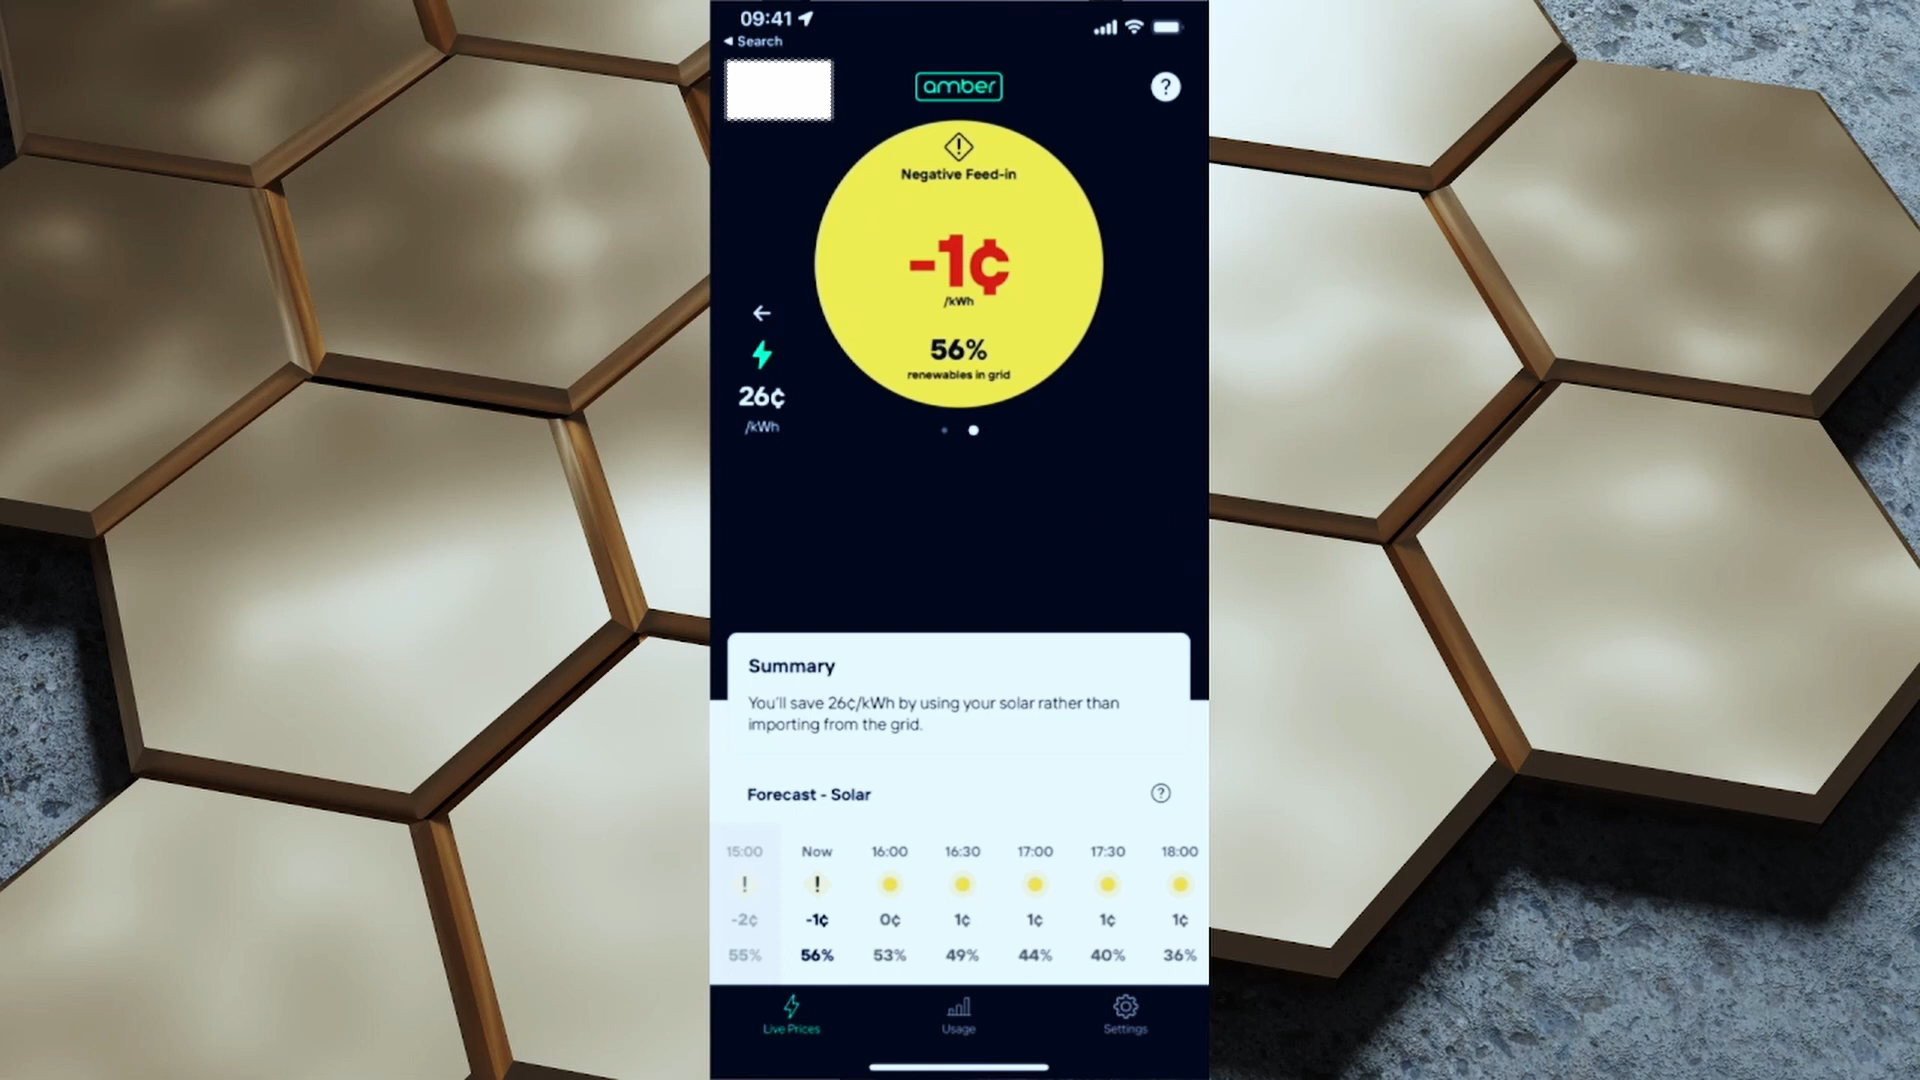 09:41
◀ Search
amber
?
!
Negative Feed-in
-1¢
/kWh
56%
renewables in grid
26¢
/kWh
Summary
You'll save 26¢/kWh by using your solar rather than
importing from the grid.
Forecast - Solar
?
15:00 Now 16:00 16:30 17:00 17:30 18:00
! !
-2¢ -1¢ 0¢ 1¢ 1¢ 1¢ 1¢
55% 56% 53% 49% 44% 40% 36%
Live Prices Usage Settings